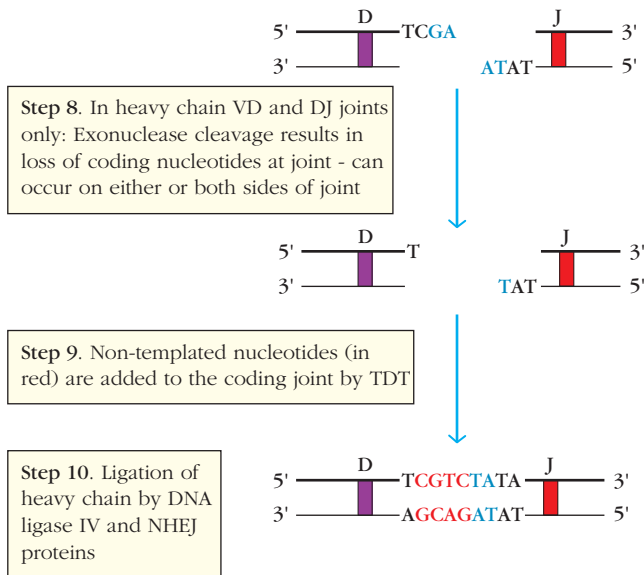 D J
5' TCGA 3'
3' ATAT 5'
Step 8. In heavy chain VD and DJ joints
only: Exonuclease cleavage results in
loss of coding nucleotides at joint - can
occur on either or both sides of joint
D J
5' T 3'
3' TAT 5'
Step 9. Non-templated nucleotides (in
red) are added to the coding joint by TDT
Step 10. Ligation of
heavy chain by DNA
ligase IV and NHEJ
proteins
D J
5' TCGTCTATA 3'
3' AGCAGATAT 5'